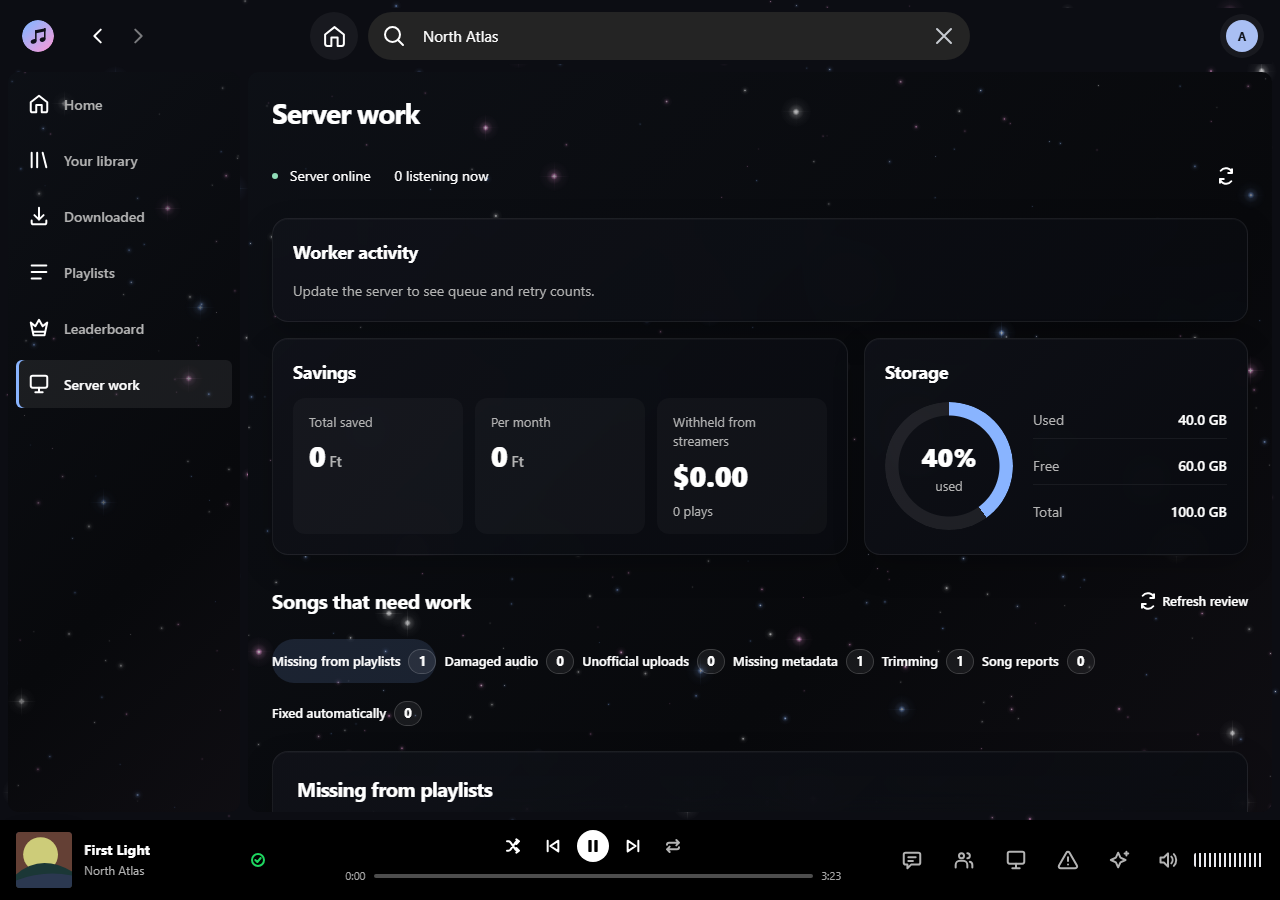 North Atlas
A
Home
Your library
Downloaded
Playlists
Leaderboard
Server work
Server work
Server online
0 listening now
Worker activity
Update the server to see queue and retry counts.
Savings
Total saved
0 Ft
Per month
0 Ft
Withheld from
streamers
$0.00
0 plays
Storage
40%
used
Used
40.0 GB
Free
60.0 GB
Total
100.0 GB
Songs that need work
Refresh review
Missing from playlists 1
Damaged audio 0
Unofficial uploads 0
Missing metadata 1
Trimming 1
Song reports 0
Fixed automatically 0
Missing from playlists
First Light
North Atlas
0:00
3:23